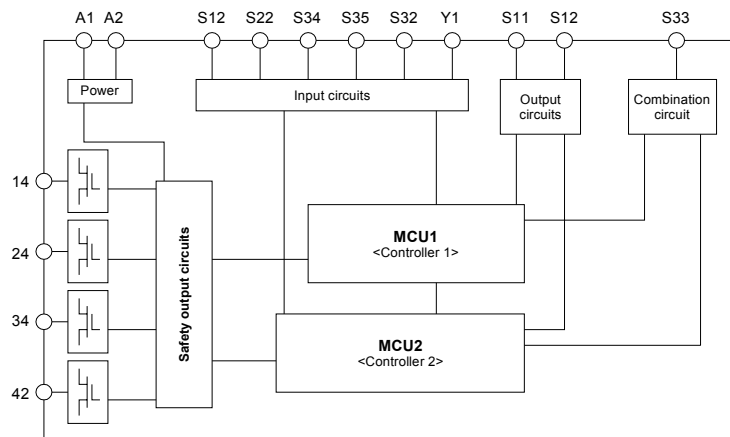 A1 A2 S12 S22 S34 S35 S32 Y1 S11 S12 S33
Power
Input circuits
Output
circuits
Combination
circuit
14
24
34
42
Safety output circuits
MCU1
<Controller 1>
MCU2
<Controller 2>